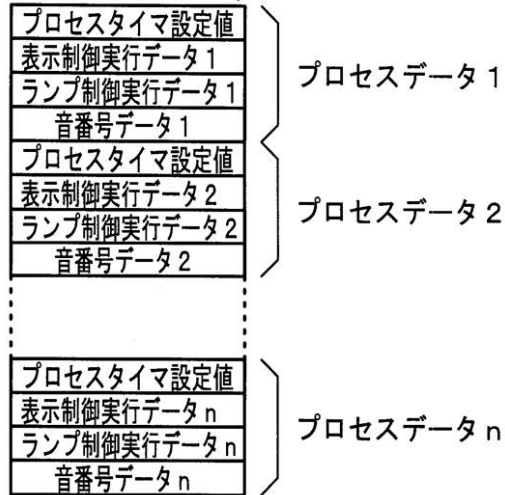 プロセスタイマ設定値
表示制御実行データ1
ランプ制御実行データ1
音番号データ1
プロセスデータ1
プロセスタイマ設定値
表示制御実行データ2
ランプ制御実行データ2
音番号データ2
プロセスデータ2
プロセスタイマ設定値
表示制御実行データn
ランプ制御実行データn
音番号データn
プロセスデータn